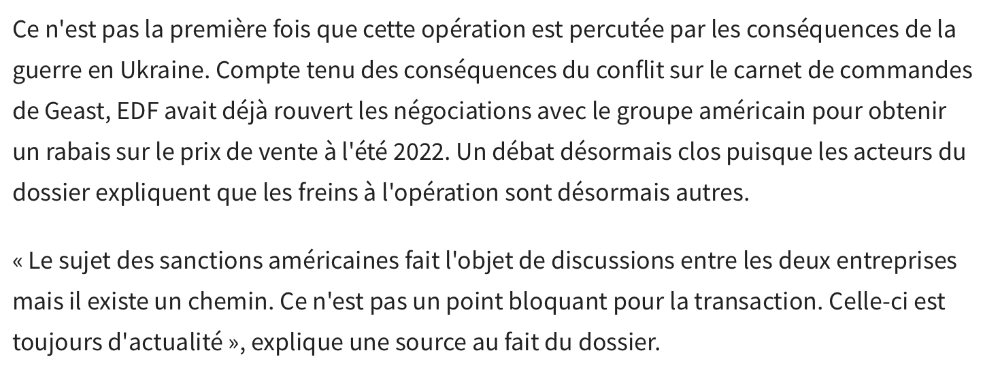 Ce n'est pas la première fois que cette opération est percutée par les conséquences de la
guerre en Ukraine. Compte tenu des conséquences du conflit sur le carnet de commandes
de Geast, EDF avait déjà rouvert les négociations avec le groupe américain pour obtenir
un rabais sur le prix de vente à l'été 2022. Un débat désormais clos puisque les acteurs du
dossier expliquent que les freins à l'opération sont désormais autres.
« Le sujet des sanctions américaines fait l'objet de discussions entre les deux entreprises
mais il existe un chemin. Ce n'est pas un point bloquant pour la transaction. Celle-ci est
toujours d'actualité », explique une source au fait du dossier.